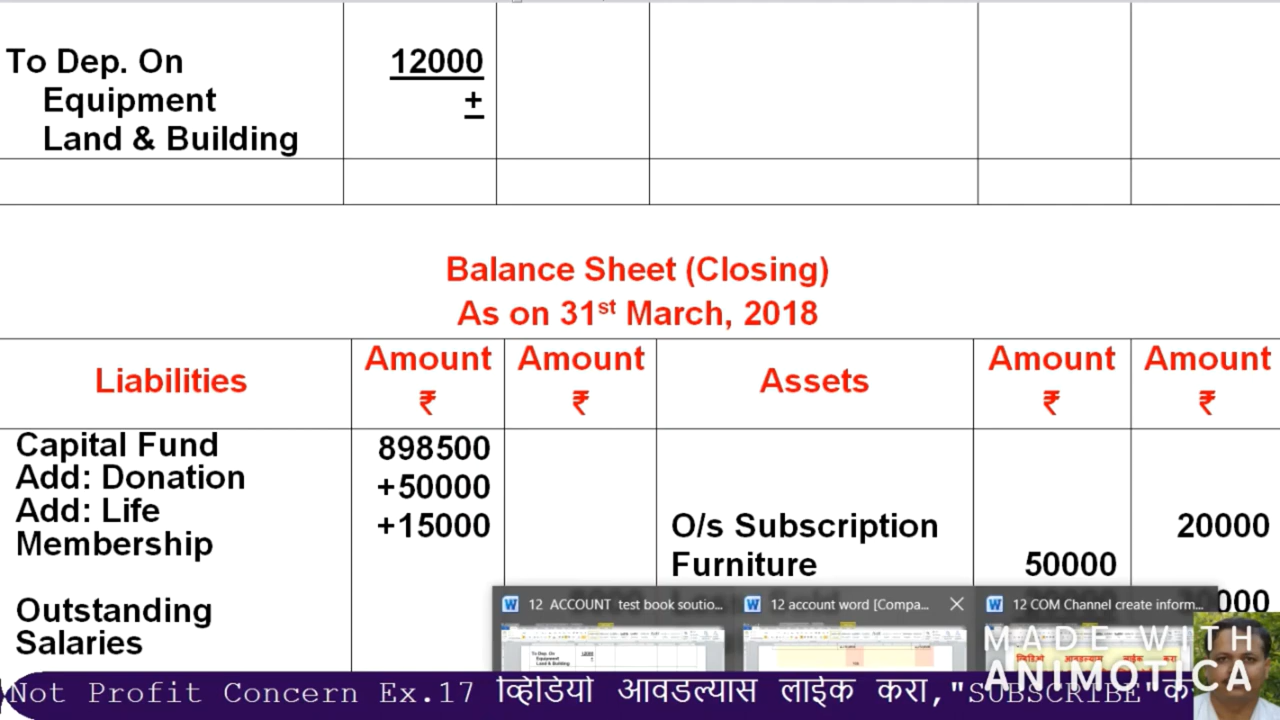 To Dep. On 12000
Equipment +
Land & Building
Balance Sheet (Closing)
As on 31st March, 2018
Liabilities Amount ₹ Amount ₹ Assets Amount ₹ Amount ₹
Capital Fund 898500
Add: Donation +50000
Add: Life +15000 O/s Subscription 20000
Membership Furniture 50000
Outstanding
Salaries
12 ACCOUNT test book soutio... 12 account word [Compa... 12 COM Channel create inform...
MADE WITH
ANIMOTICA
Not Profit Concern Ex.17 व्हिडियो आवडल्यास लाईक करा,"SUBSCRIBE"क